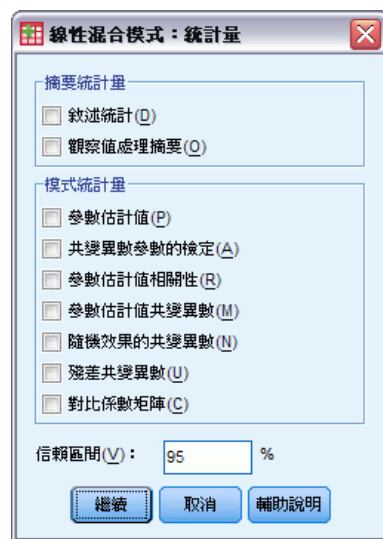 線性混合模式：統計量
摘要統計量
敘述統計(D)
觀察值處理摘要(O)
模式統計量
參數估計值(P)
共變異數參數的檢定(A)
參數估計值相關性(R)
參數估計值共變異數(M)
隨機效果的共變異數(N)
殘差共變異數(U)
對比係數矩陣(C)
信賴區間(V)： 95 %
繼續 取消 輔助說明